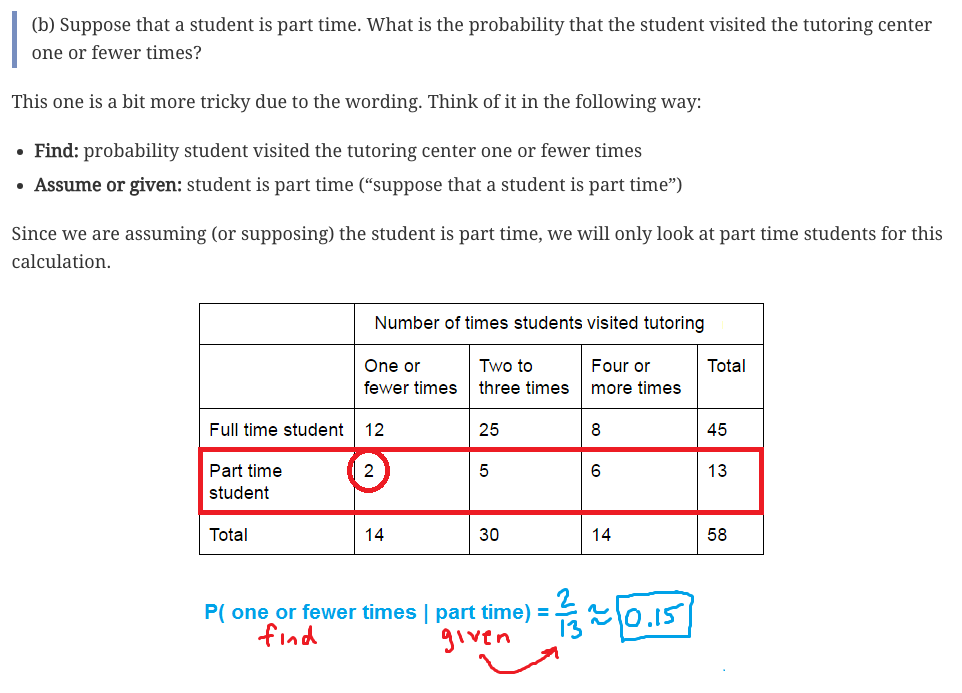 (b) Suppose that a student is part time. What is the probability that the student visited the tutoring center
one or fewer times?
This one is a bit more tricky due to the wording. Think of it in the following way:
• Find: probability student visited the tutoring center one or fewer times
• Assume or given: student is part time (“suppose that a student is part time”)
Since we are assuming (or supposing) the student is part time, we will only look at part time students for this
calculation.
Number of times students visited tutoring
One or fewer times Two to three times Four or more times Total
Full time student 12 25 8 45
Part time student 2 5 6 13
Total 14 30 14 58
P( one or fewer times | part time) = 2/13 ≈ 0.15
find given